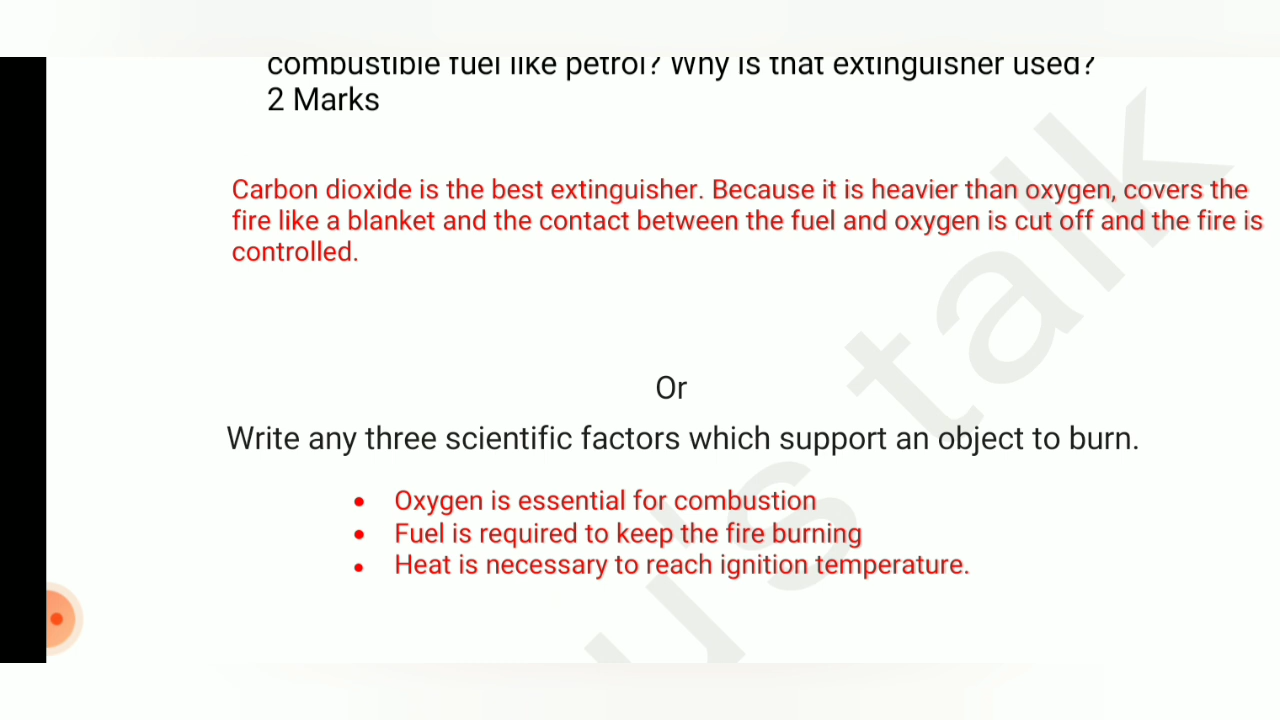 combustible fuel like petrol? Why is that extinguisher used?
2 Marks
Carbon dioxide is the best extinguisher. Because it is heavier than oxygen, covers the
fire like a blanket and the contact between the fuel and oxygen is cut off and the fire is
controlled.
Or
Write any three scientific factors which support an object to burn.
• Oxygen is essential for combustion
• Fuel is required to keep the fire burning
• Heat is necessary to reach ignition temperature.
u's talk